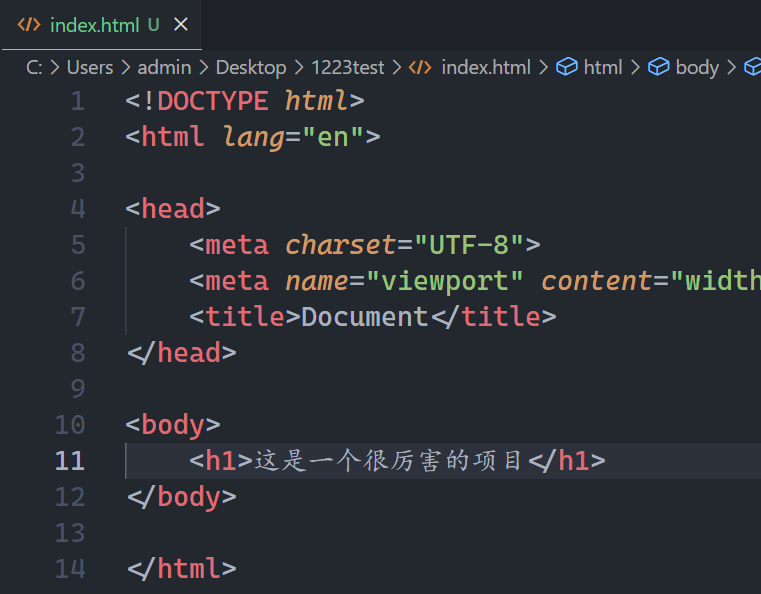 index.html U
C: > Users > admin > Desktop > 1223test > index.html > html > body >
1 <!DOCTYPE html>
2 <html lang="en">
3
4 <head>
5 <meta charset="UTF-8">
6 <meta name="viewport" content="width
7 <title>Document</title>
8 </head>
9
10 <body>
11 <h1>这是一个很厉害的项目</h1>
12 </body>
13
14 </html>